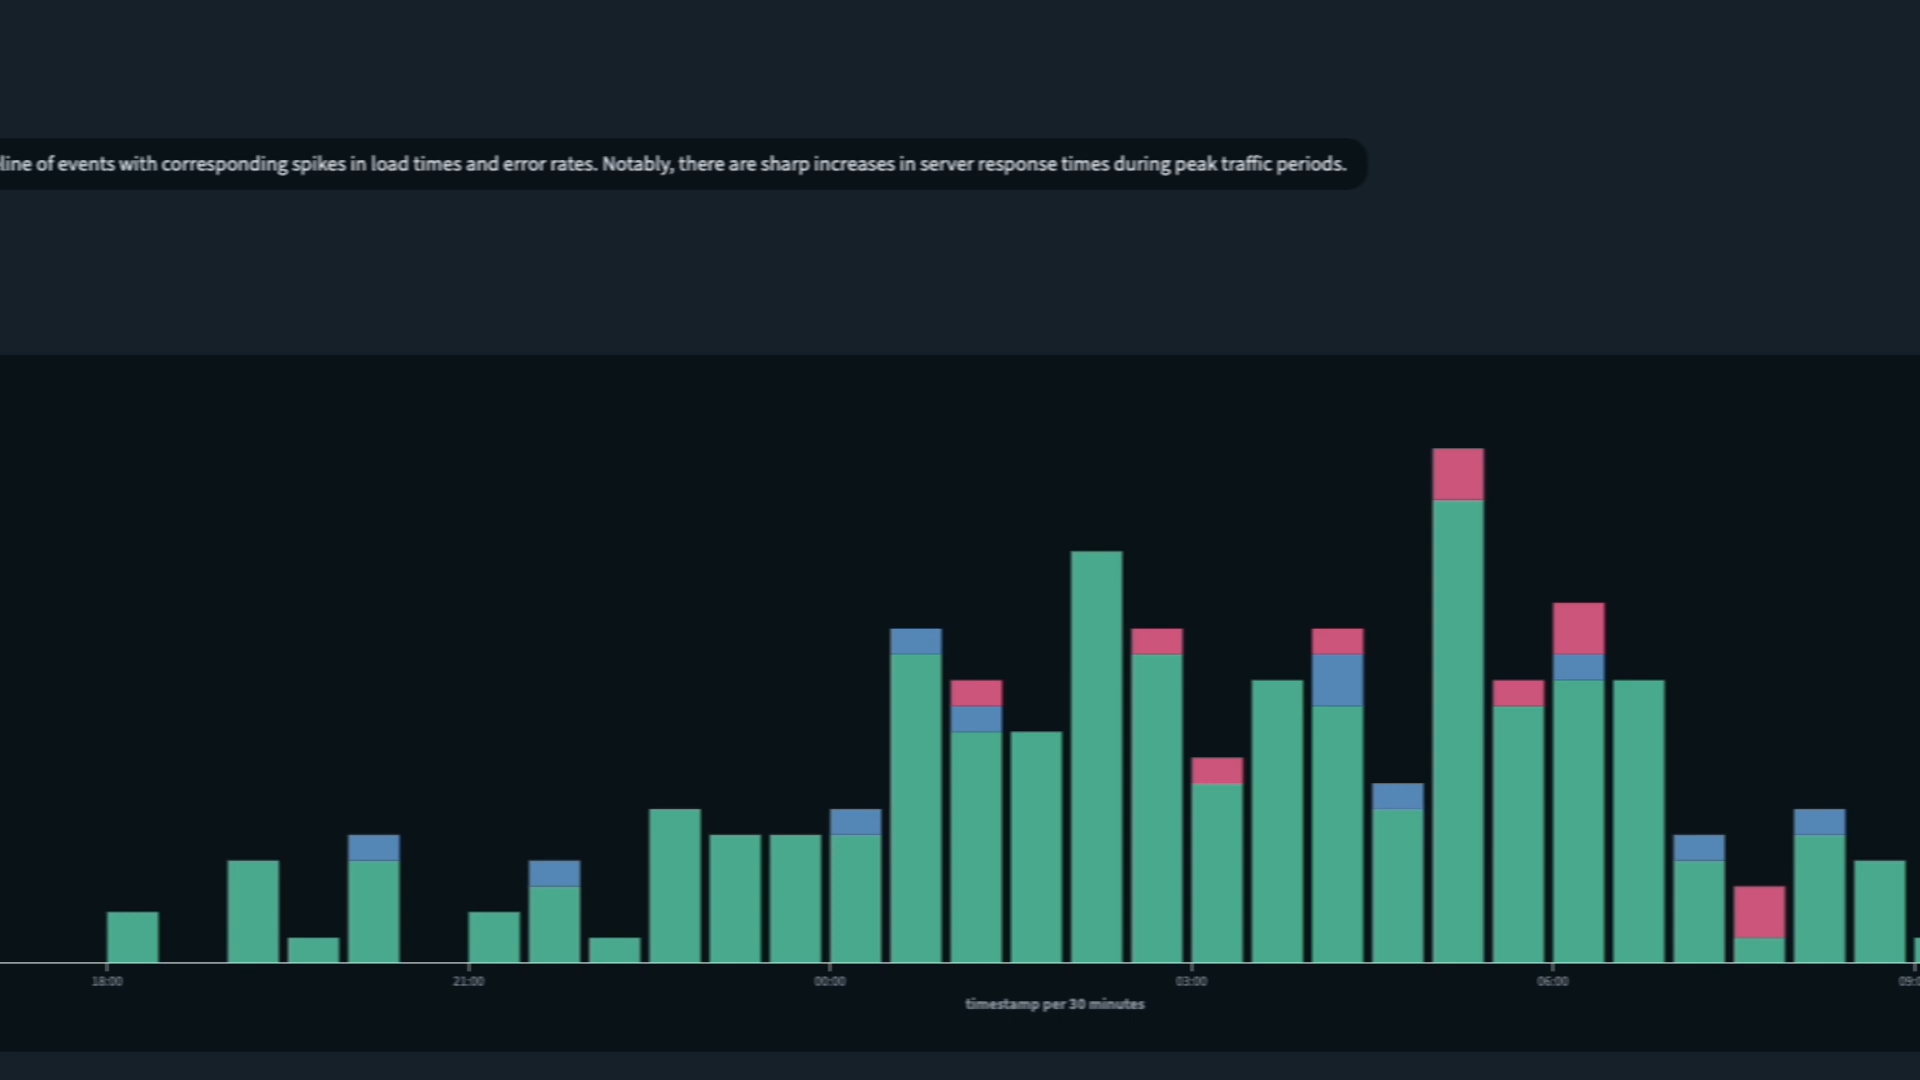 line of events with corresponding spikes in load times and error rates. Notably, there are sharp increases in server response times during peak traffic periods.
18:00 21:00 00:00 03:00 06:00
timestamp per 30 minutes